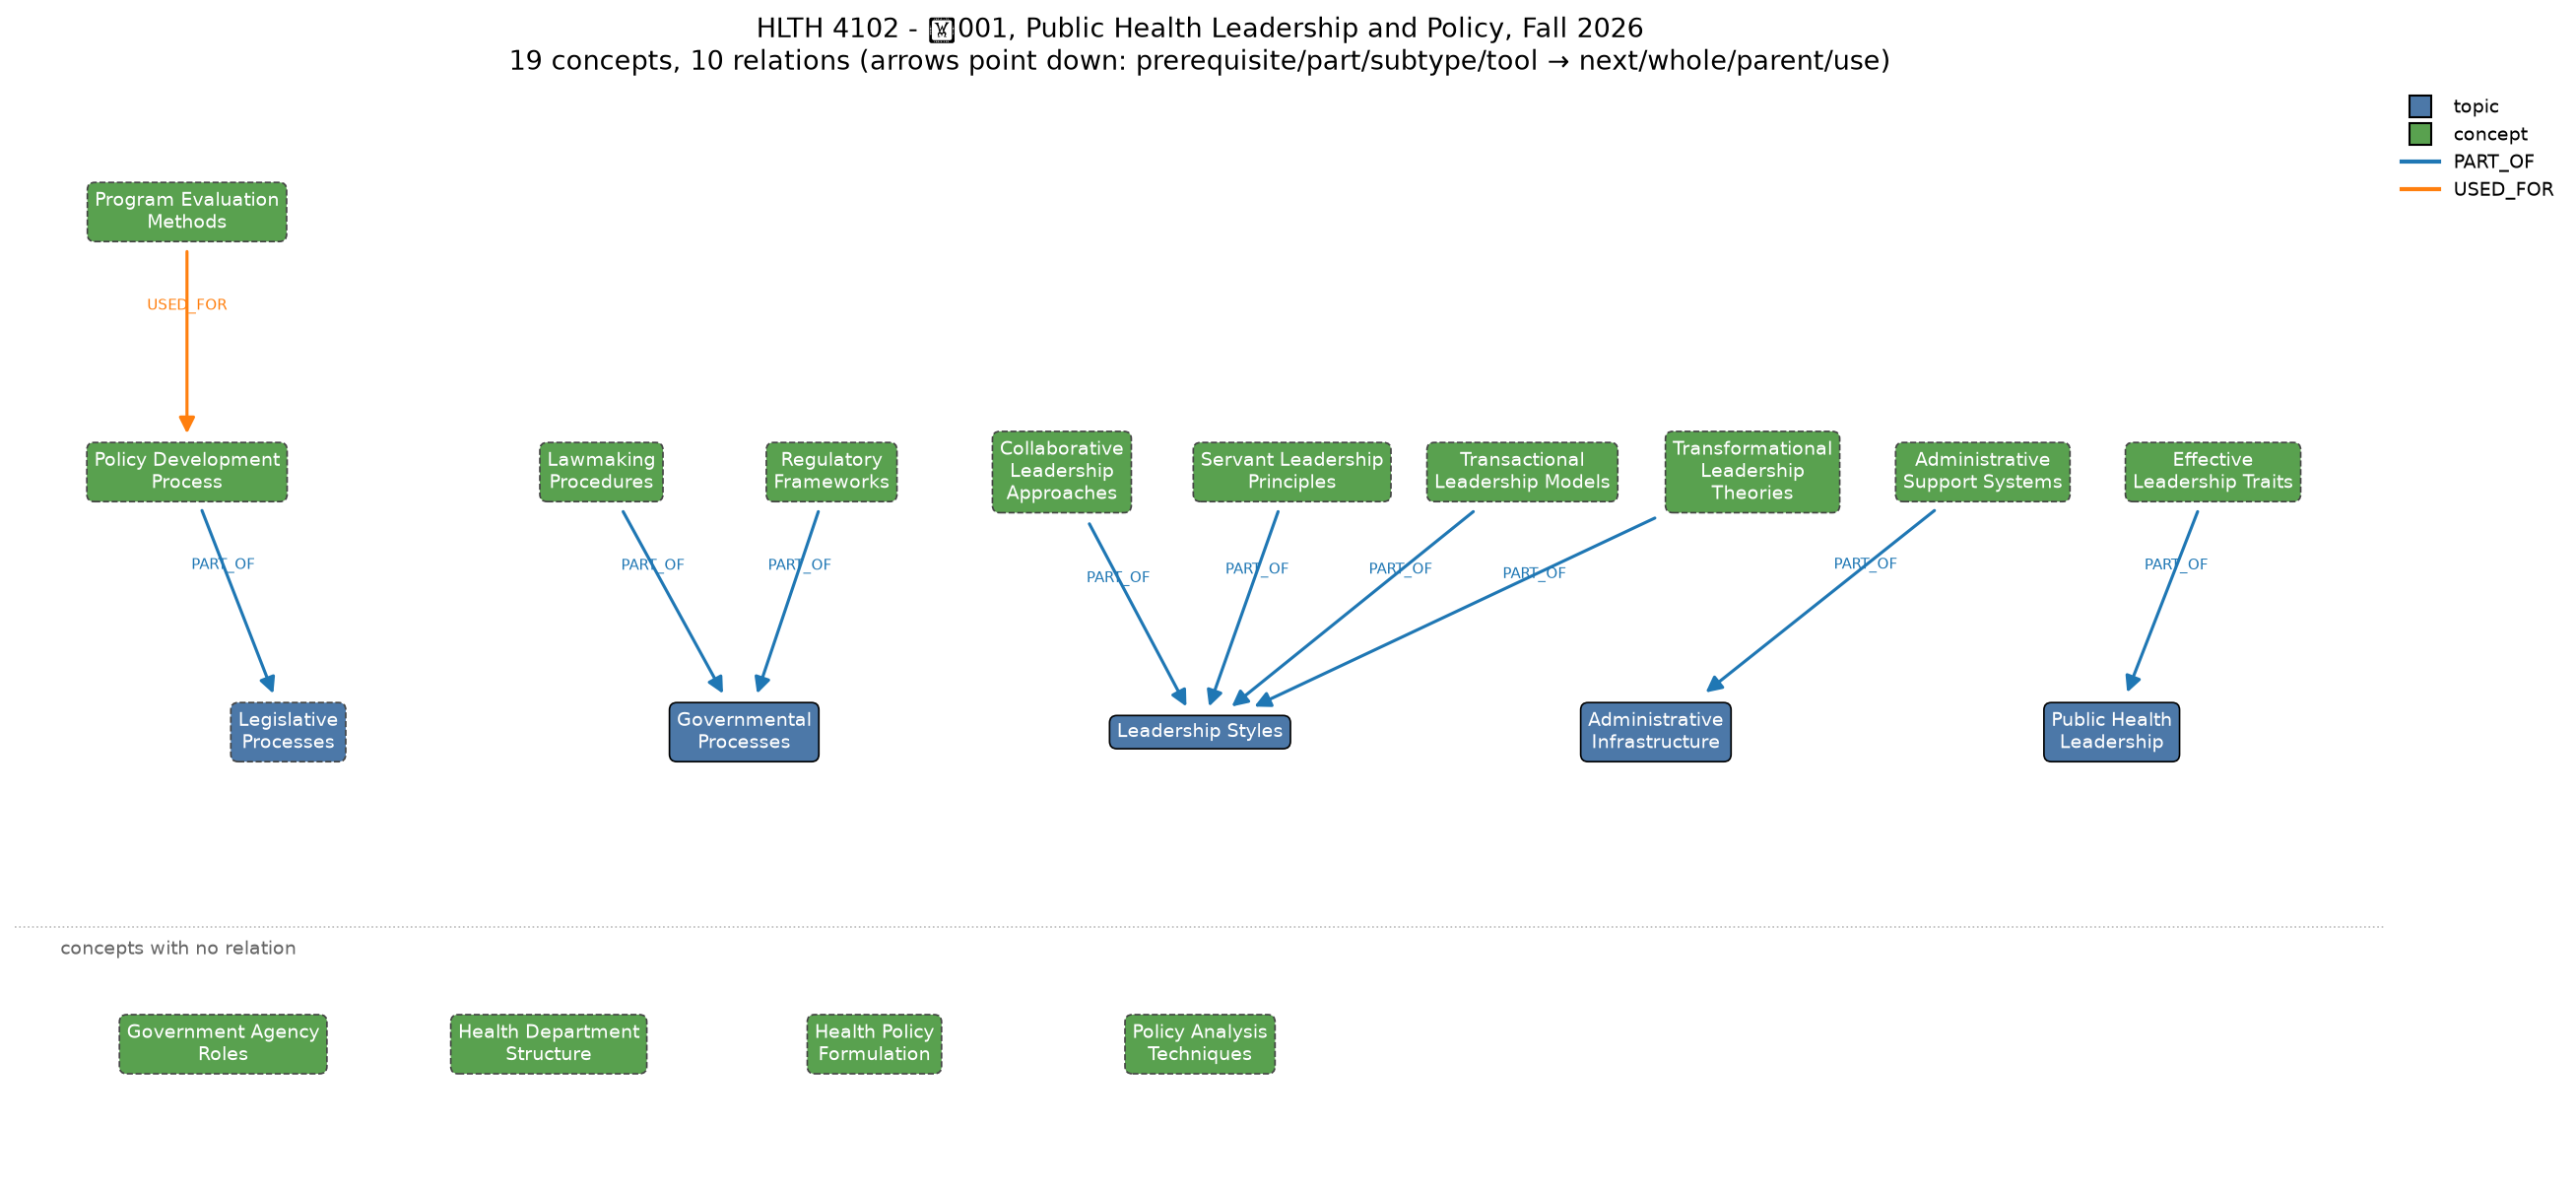 HLTH 4102 - 001, Public Health Leadership and Policy, Fall 2026
19 concepts, 10 relations (arrows point down: prerequisite/part/subtype/tool → next/whole/parent/use)
topic
concept
PART_OF
USED_FOR
Program Evaluation
Methods
USED_FOR
Policy Development
Process
Lawmaking
Procedures
Regulatory
Frameworks
Collaborative
Leadership
Approaches
Servant Leadership
Principles
Transactional
Leadership Models
Transformational
Leadership
Theories
Administrative
Support Systems
Effective
Leadership Traits
PART_OF
PART_OF
PART_OF
PART_OF
PART_OF
PART_OF
PART_OF
PART_OF
PART_OF
Legislative
Processes
Governmental
Processes
Leadership Styles
Administrative
Infrastructure
Public Health
Leadership
concepts with no relation
Government Agency
Roles
Health Department
Structure
Health Policy
Formulation
Policy Analysis
Techniques